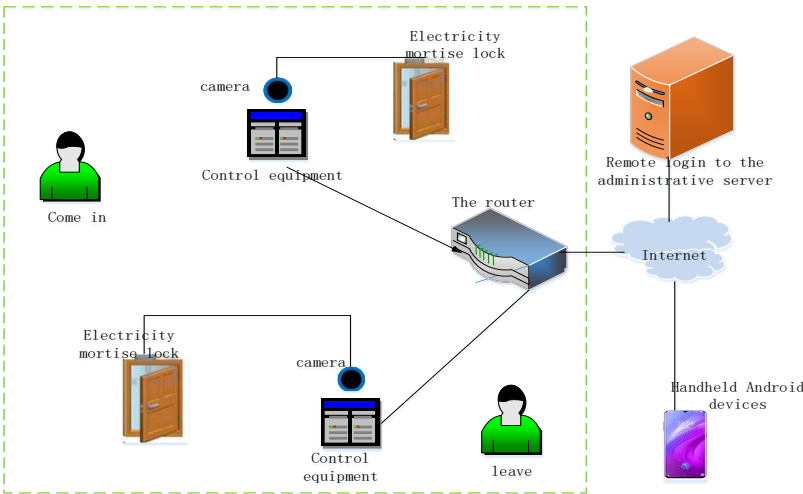 Electricity
mortise lock
camera
Control equipment
Come in
The router
Remote login to the
administrative server
Internet
Electricity
mortise lock
camera
Control
equipment
leave
Handheld Android
devices